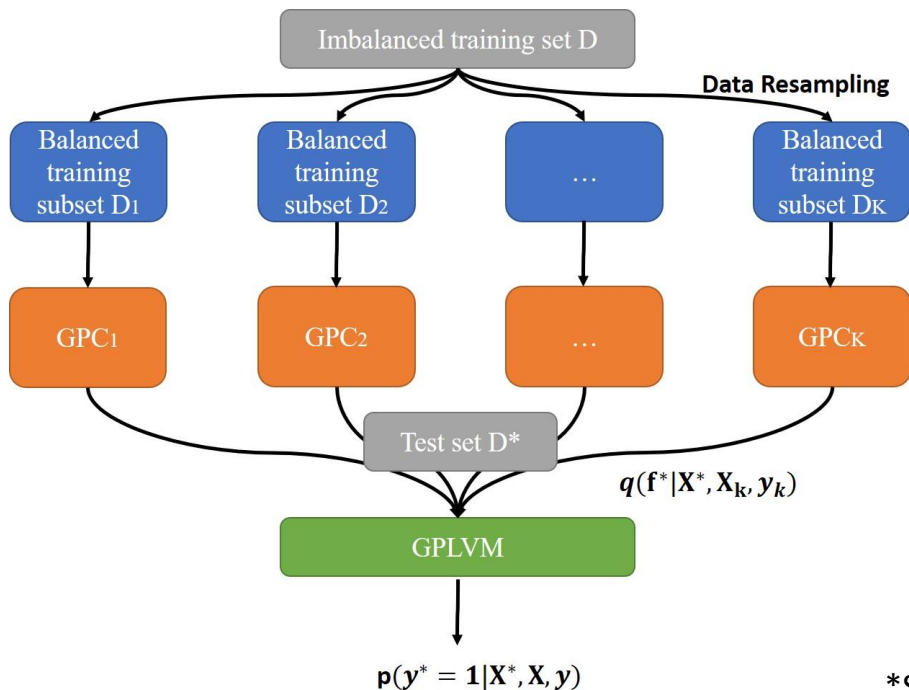 Imbalanced training set D
Data Resampling
Balanced
training
subset D₁
Balanced
training
subset D₂
...
Balanced
training
subset Dₖ
GPC₁
GPC₂
...
GPCₖ
Test set D*
q(f*|X*, Xₖ, yₖ)
GPLVM
p(y* = 1|X*, X, y)